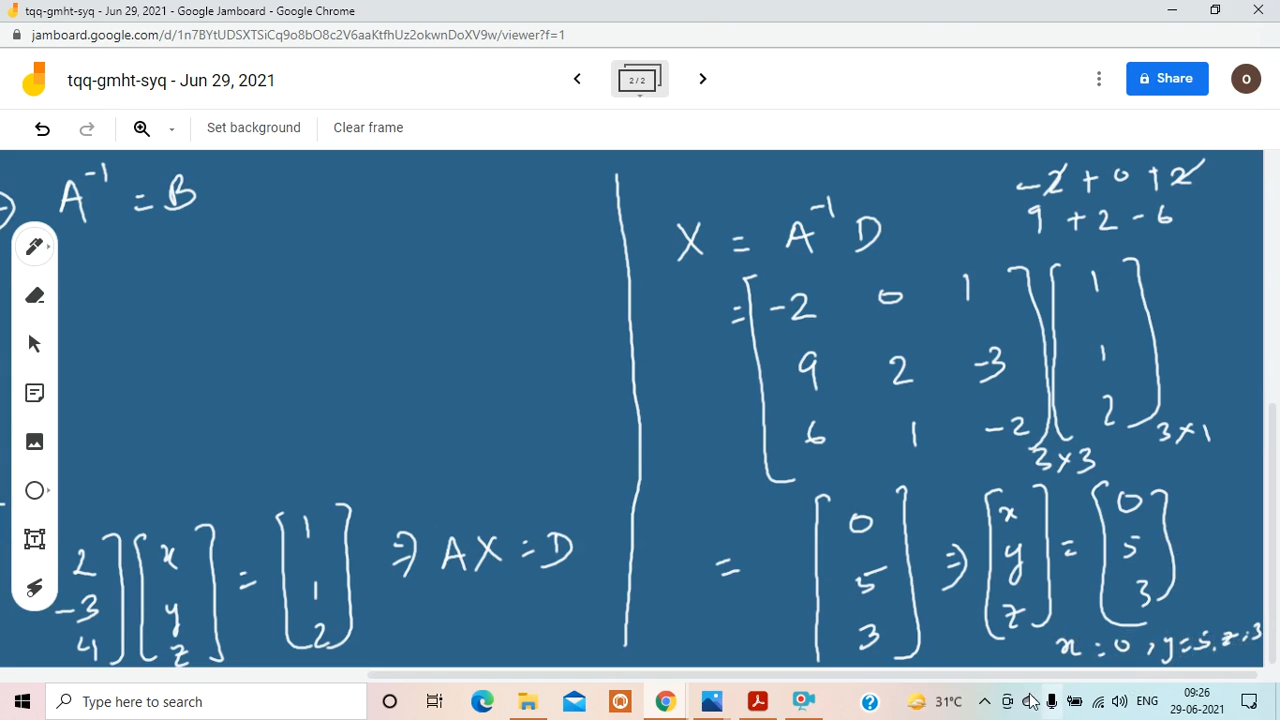 tqq-gmht-syq - Jun 29, 2021 - Google Jamboard - Google Chrome
jamboard.google.com/d/1n7BYtUDSXTSiCq9o8bO8c2V6aaKtfhUz2okwnDoXV9w/viewer?f=1
tqq-gmht-syq - Jun 29, 2021
2 / 2
Share
O
Set background
Clear frame
A⁻¹ = B
-2 + 0 + 2
9 + 2 - 6
X = A⁻¹ D
= [ -2 0 1 ] [ 1 ]
9 2 -3 1
6 1 -2 2
3×3 3×1
2 x = 1 ⇒ AX = D
-3 y 1
4 z 2
= [ 0 ] ⇒ [ x ] = [ 0 ]
5 y 5
3 z 3
x = 0, y = 5, z = 3
Type here to search
31°C
ENG
09:26
29-06-2021